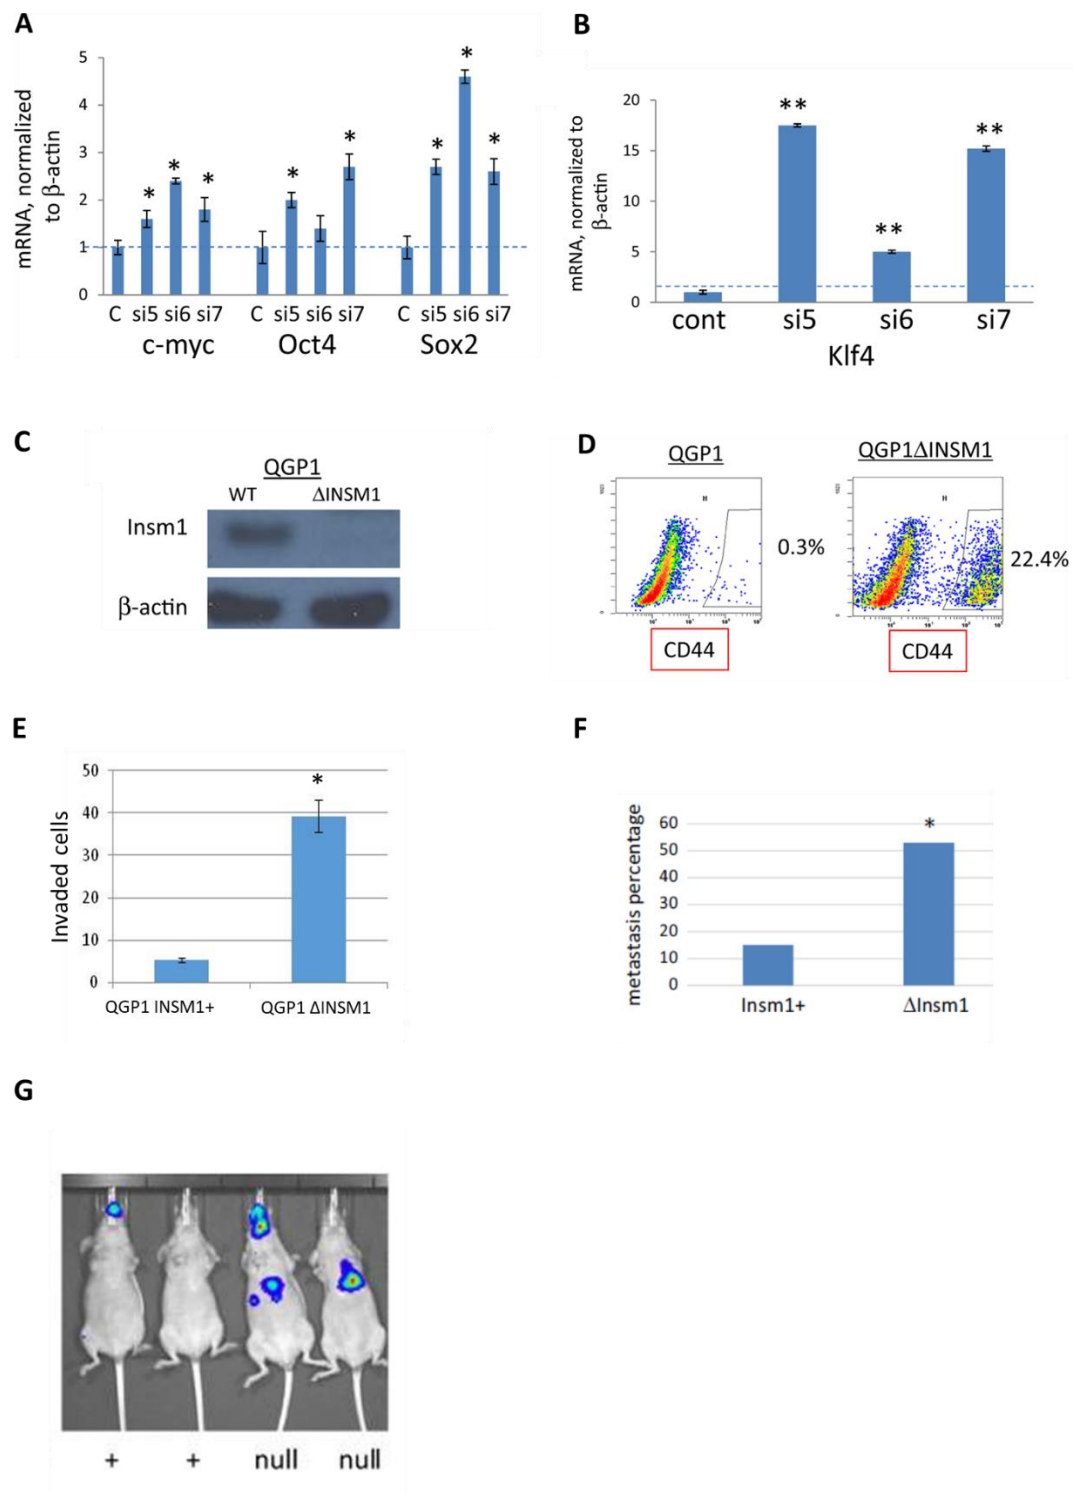 A
mRNA, normalized
to β-actin
5
4
3
2
1
0
*
*
*
*
*
*
*
*
C si5 si6 si7 C si5 si6 si7 C si5 si6 si7
c-myc Oct4 Sox2
B
mRNA, normalized to
β-actin
20
15
10
5
0
**
**
**
cont si5 si6 si7
Klf4
C
QGP1
WT ΔINSM1
Insm1
β-actin
D
QGP1 QGP1ΔINSM1
H H
0.3% 22.4%
CD44 CD44
E
Invaded cells
50
40
30
20
10
0
*
QGP1 INSM1+ QGP1 ΔINSM1
F
metastasis percentage
60
50
40
30
20
10
0
*
Insm1+ ΔInsm1
G
+ + null null